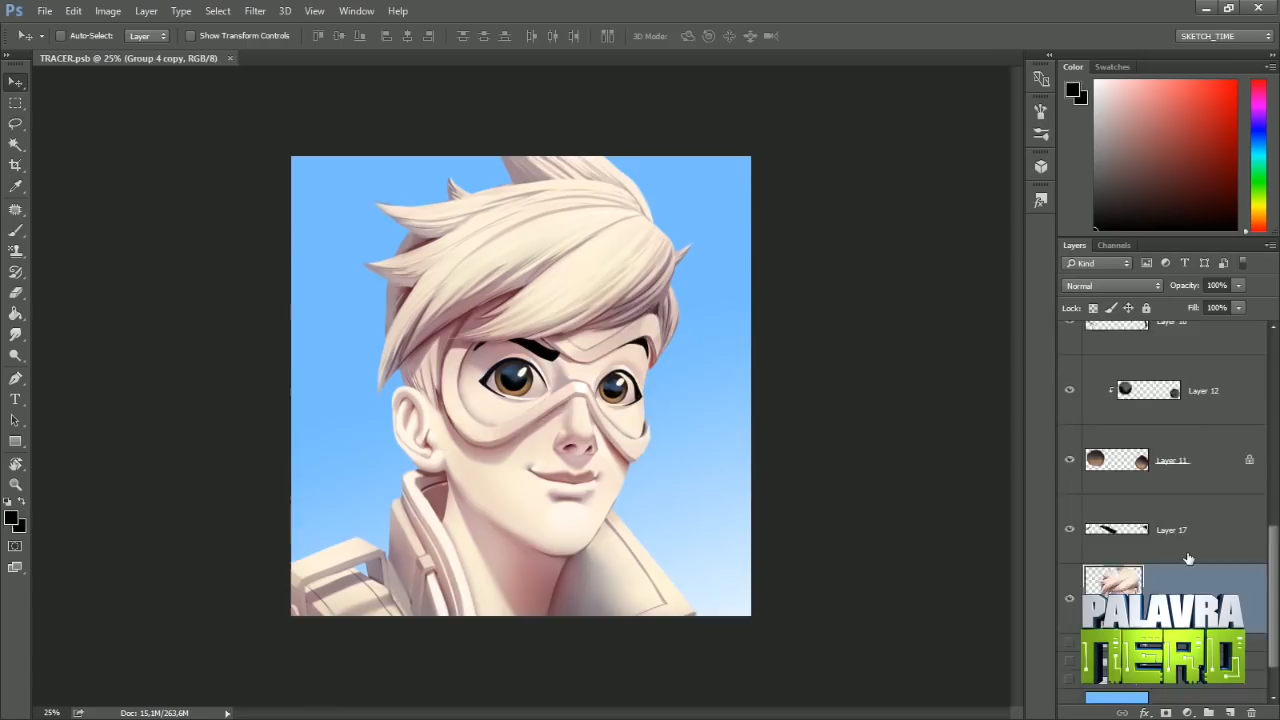 Ps File Edit Image Layer Type Select Filter 3D View Window Help
Auto-Select: Layer Show Transform Controls 3D Mode: SKETCH_TIME
TRACER.psb @ 25% (Group 4 copy, RGB/8)
Color Swatches
Layers Channels
Kind
Normal Opacity: 100%
Lock: Fill: 100%
Layer 12
Layer 11
Layer 17
PALAVRA
NERD
25% Doc: 15,1M/263,6M